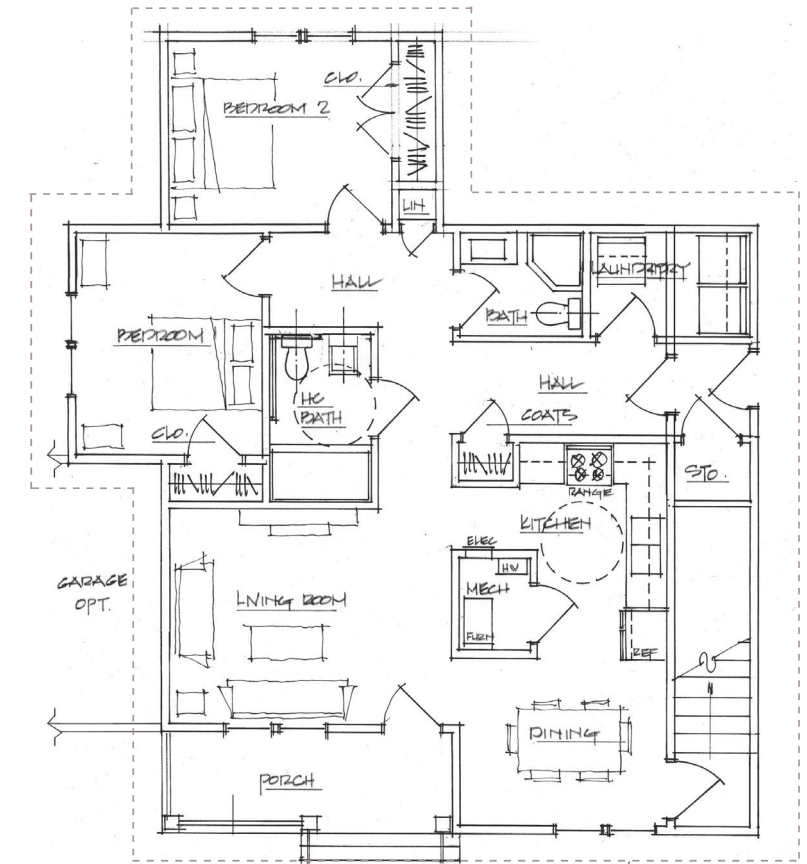 CLO.
BEDROOM 2
LIN
HALL
LAUNDRDRY
BATH
BEDROOM
HALL
COATS
HC
BATH
CLO.
STO.
RANGE
KITCHEN
ELEC
HW
MECH
FURN
REF
GARAGE
OPT.
LIVING ROOM
DINING
PORCH